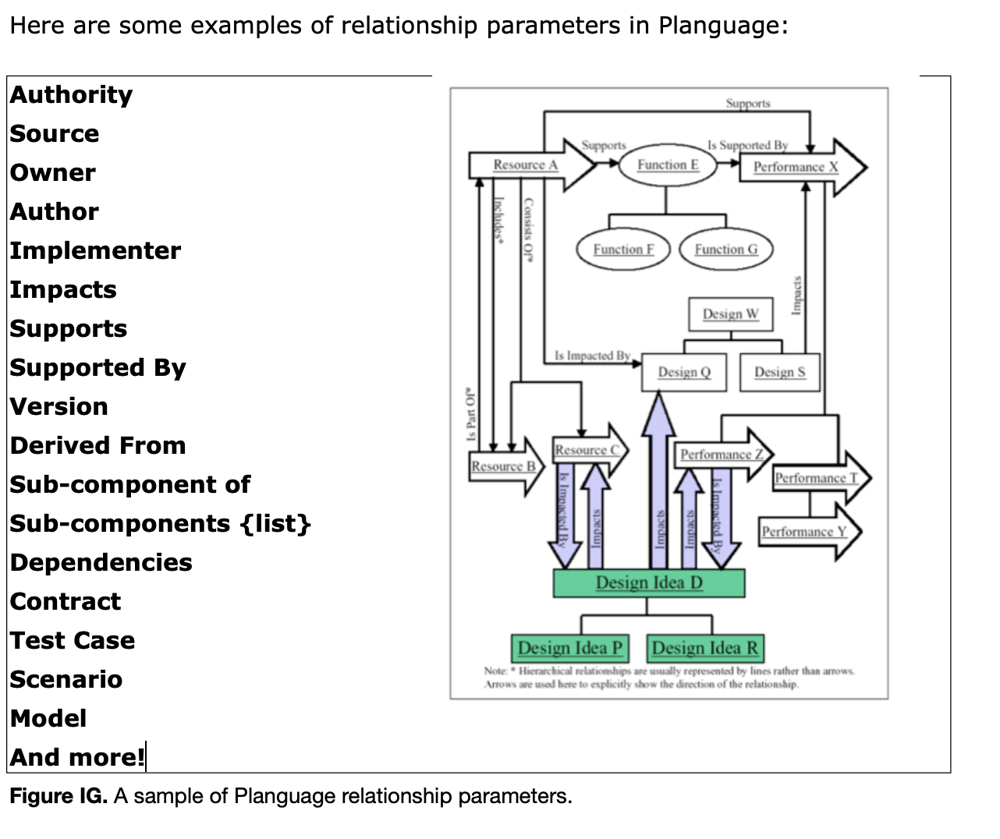 Here are some examples of relationship parameters in Planguage:
Authority
Source
Owner
Author
Implementer
Impacts
Supports
Supported By
Version
Derived From
Sub-component of
Sub-components {list}
Dependencies
Contract
Test Case
Scenario
Model
And more!
Supports
Supports
Is Supported By
Resource A
Function E
Performance X
Includes*
Consists Of*
Function F
Function G
Impacts
Design W
Is Impacted By
Design Q
Design S
Is Part Of*
Resource B
Resource C
Performance Z
Performance T
Performance Y
Is Impacted By
Impacts
Impacts
Impacts
Is Impacted By
Design Idea D
Design Idea P
Design Idea R
Note: * Hierarchical relationships are usually represented by lines rather than arrows.
Arrows are used here to explicitly show the direction of the relationship.
Figure IG. A sample of Planguage relationship parameters.